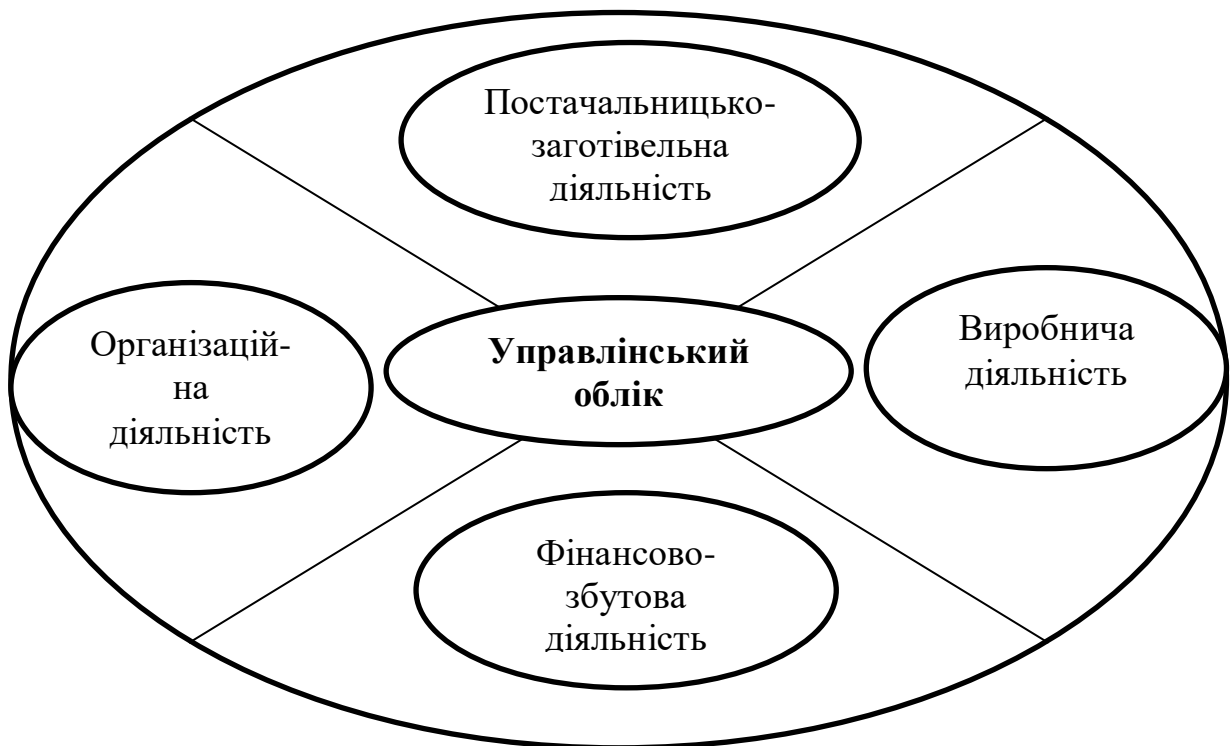 Постачальницько-
заготівельна
діяльність
Організацій-
на
діяльність
Управлінський
облік
Виробнича
діяльність
Фінансово-
збутова
діяльність